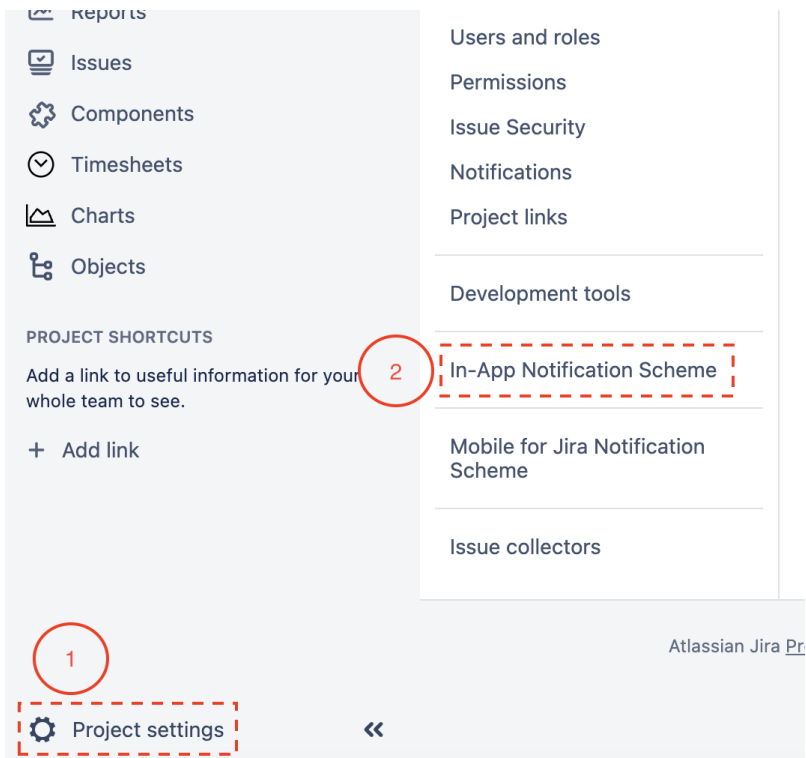 Reports
Issues
Components
Timesheets
Charts
Objects
PROJECT SHORTCUTS
Add a link to useful information for your
whole team to see.
+ Add link
1
Project settings
Users and roles
Permissions
Issue Security
Notifications
Project links
Development tools
2
In-App Notification Scheme
Mobile for Jira Notification
Scheme
Issue collectors
Atlassian Jira